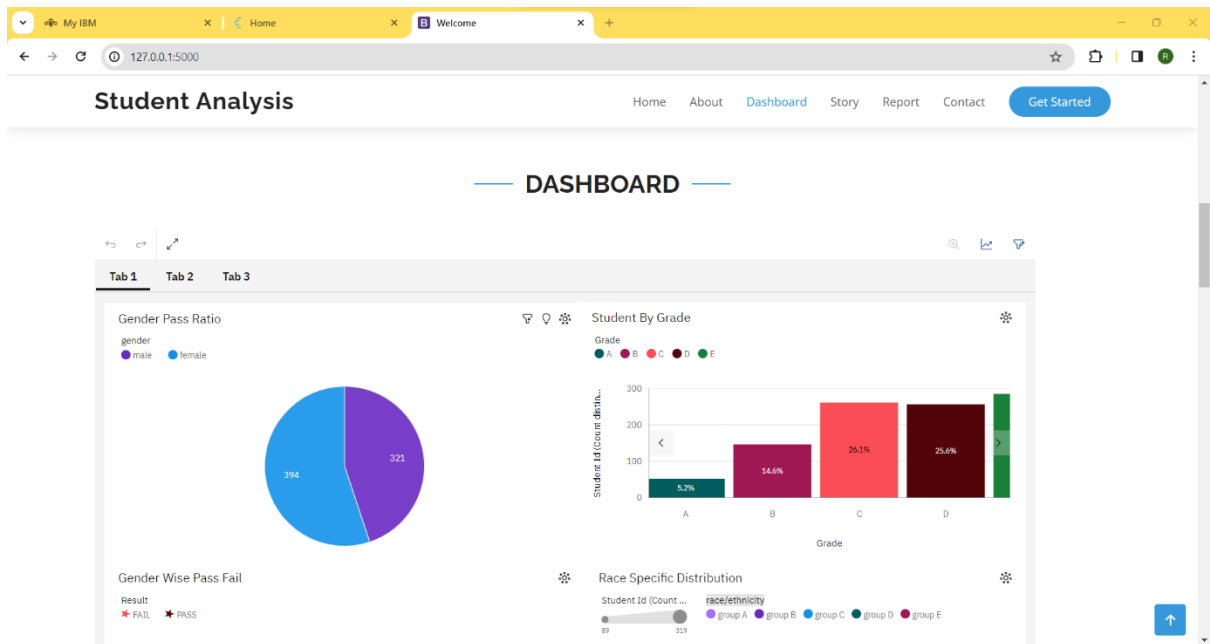 My IBM
Home
Welcome
127.0.0.1:5000
R
Student Analysis
Home About Dashboard Story Report Contact Get Started
DASHBOARD
Tab 1 Tab 2 Tab 3
Gender Pass Ratio
gender
male female
394
321
Student By Grade
Grade
A B C D E
Student Id (Count distin...
300
200
100
0
5.2%
14.6%
26.1%
25.6%
A B C D
Grade
Gender Wise Pass Fail
Result
FAIL PASS
Race Specific Distribution
Student Id (Count ...
89 319
race/ethnicity
group A group B group C group D group E